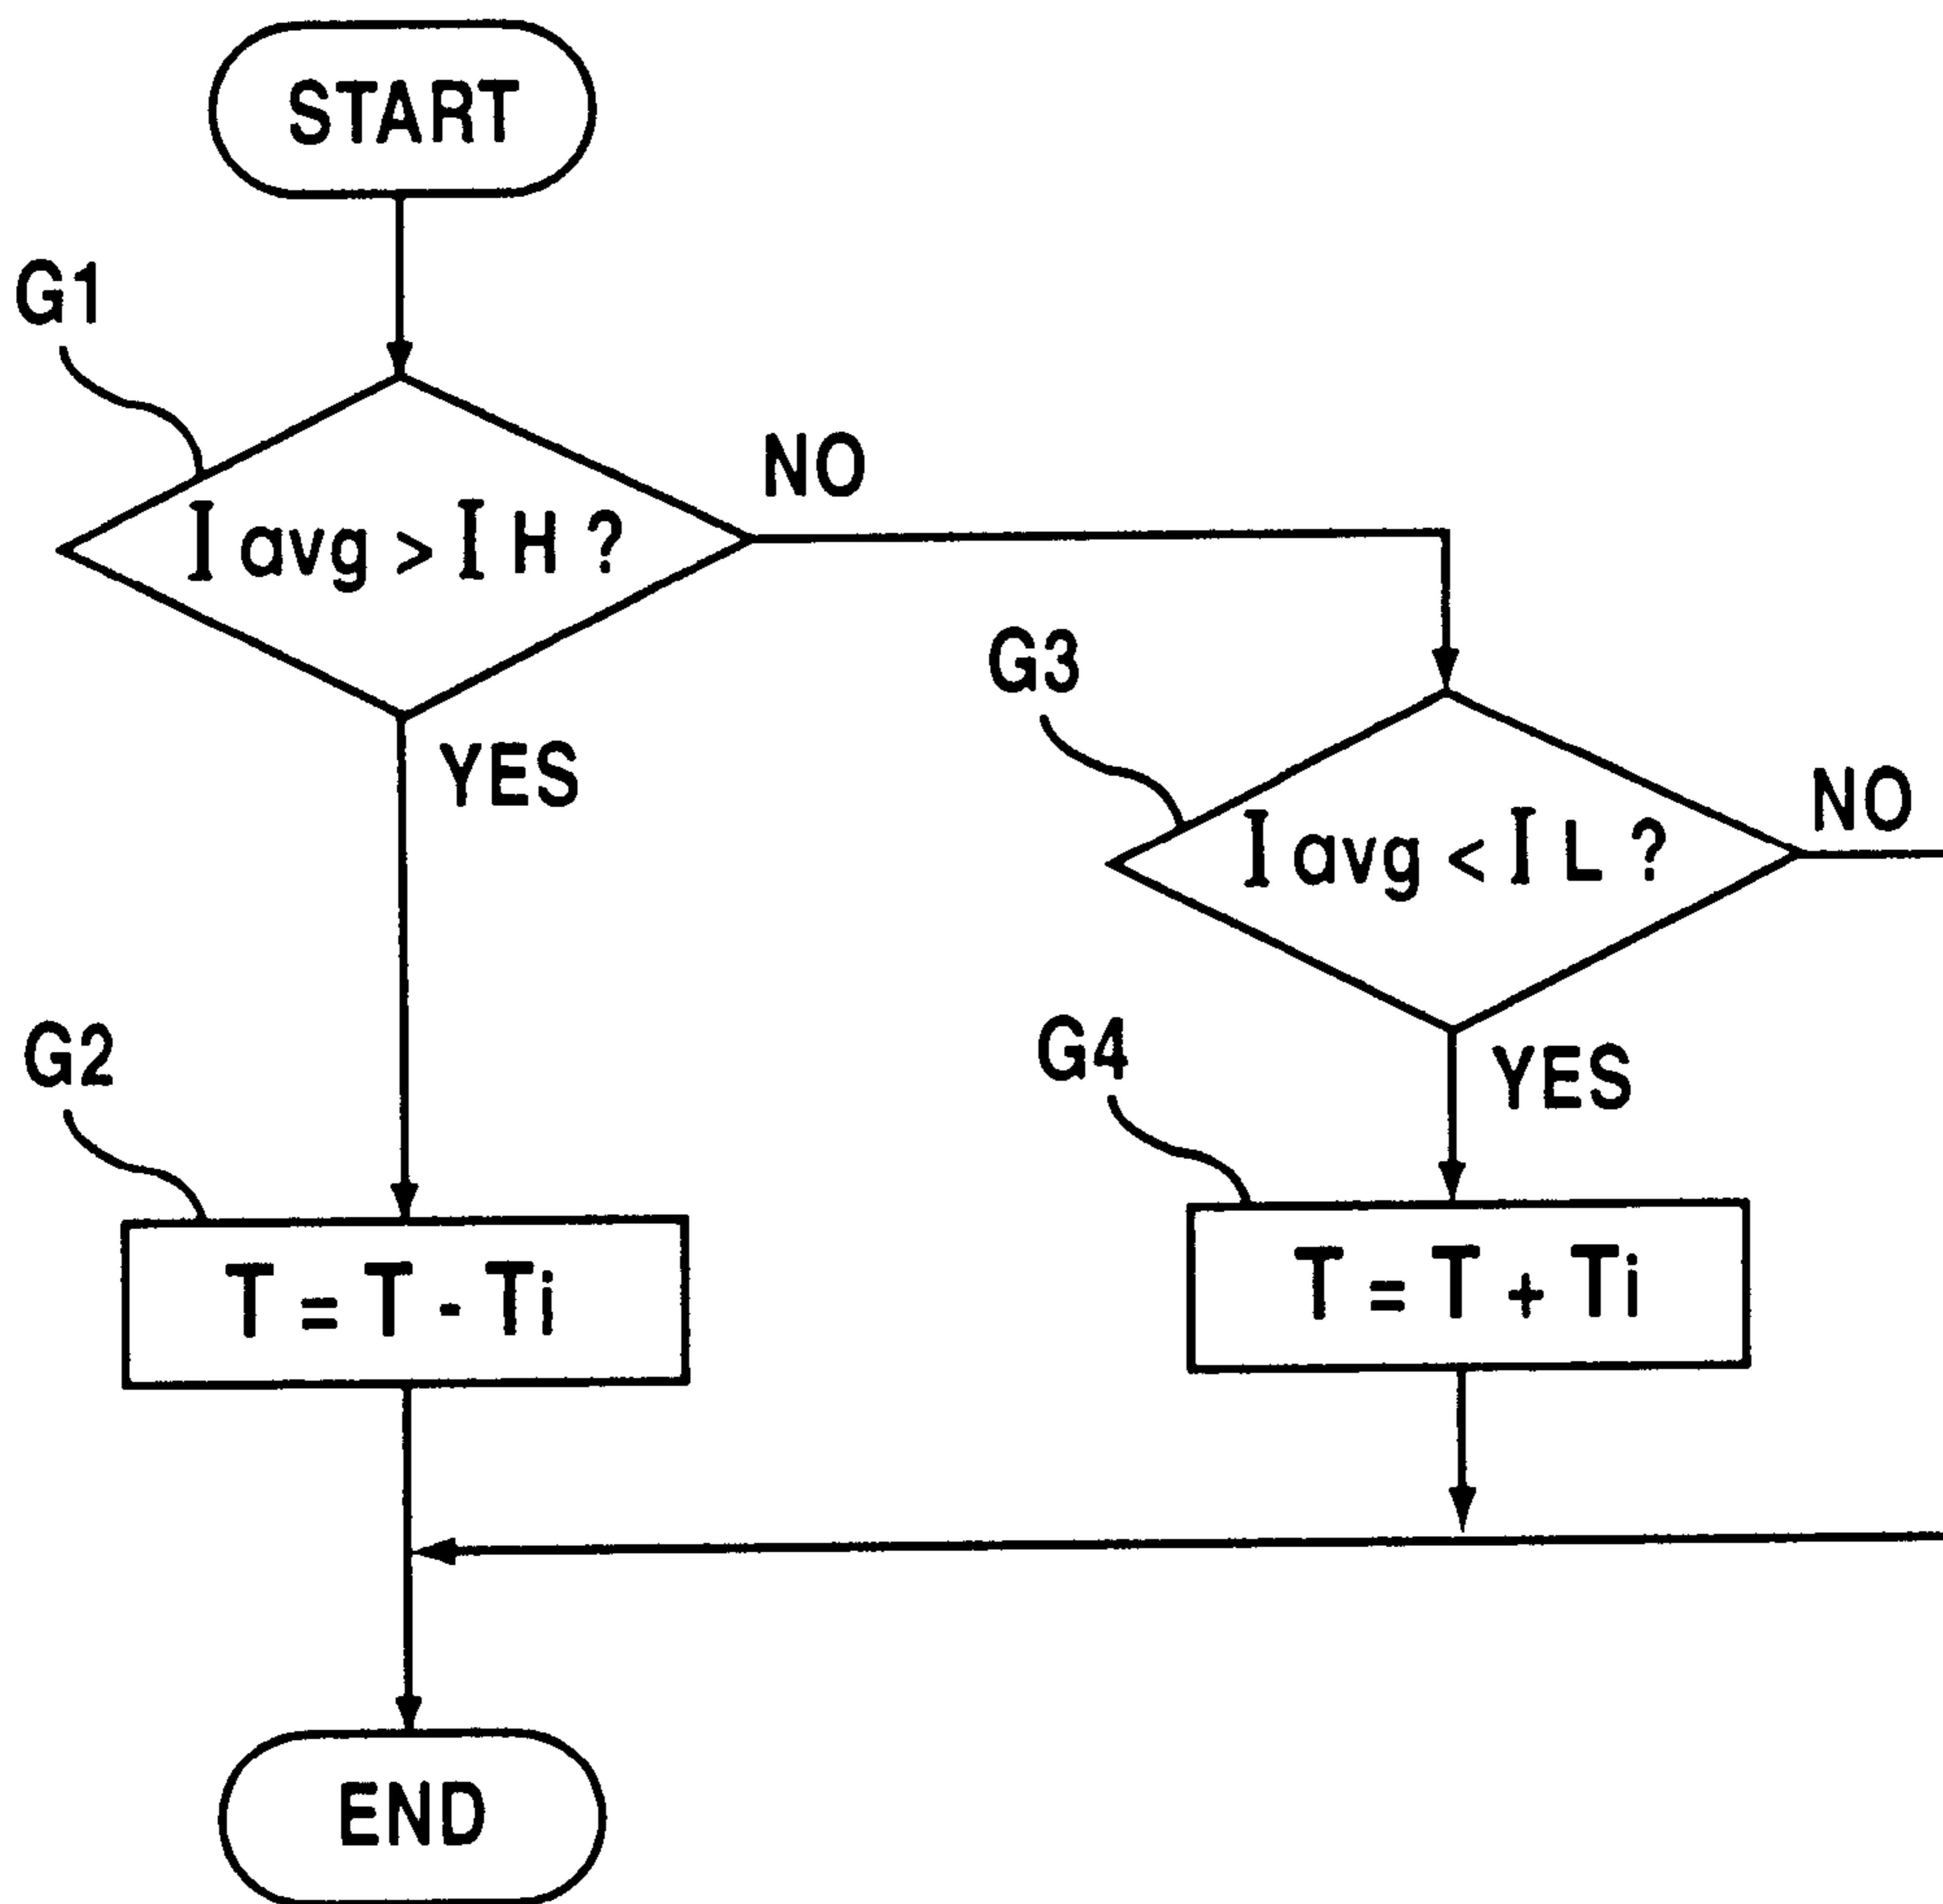 START
G1
I avg > I H ?
NO
YES
G3
I avg < I L ?
NO
YES
G2
T = T - Ti
G4
T = T + Ti
END